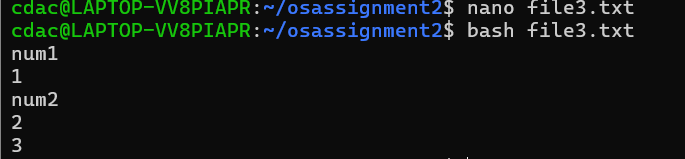 cdac@LAPTOP-VV8PIAPR:~/osassignment2$ nano file3.txt
cdac@LAPTOP-VV8PIAPR:~/osassignment2$ bash file3.txt
num1
1
num2
2
3